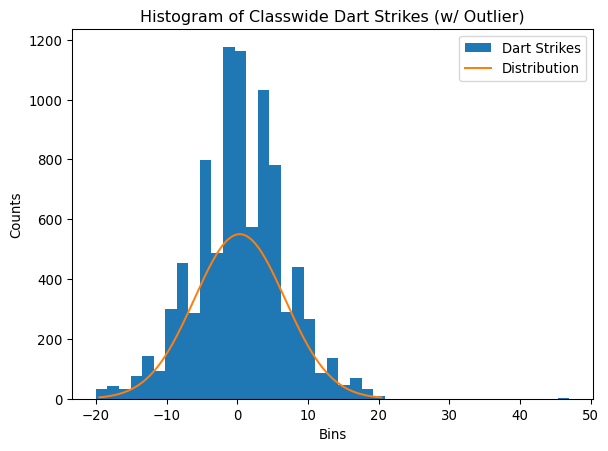 Histogram of Classwide Dart Strikes (w/ Outlier)
1200
1000
800
600
400
200
0
Counts
Dart Strikes
Distribution
−20 −10 0 10 20 30 40 50
Bins